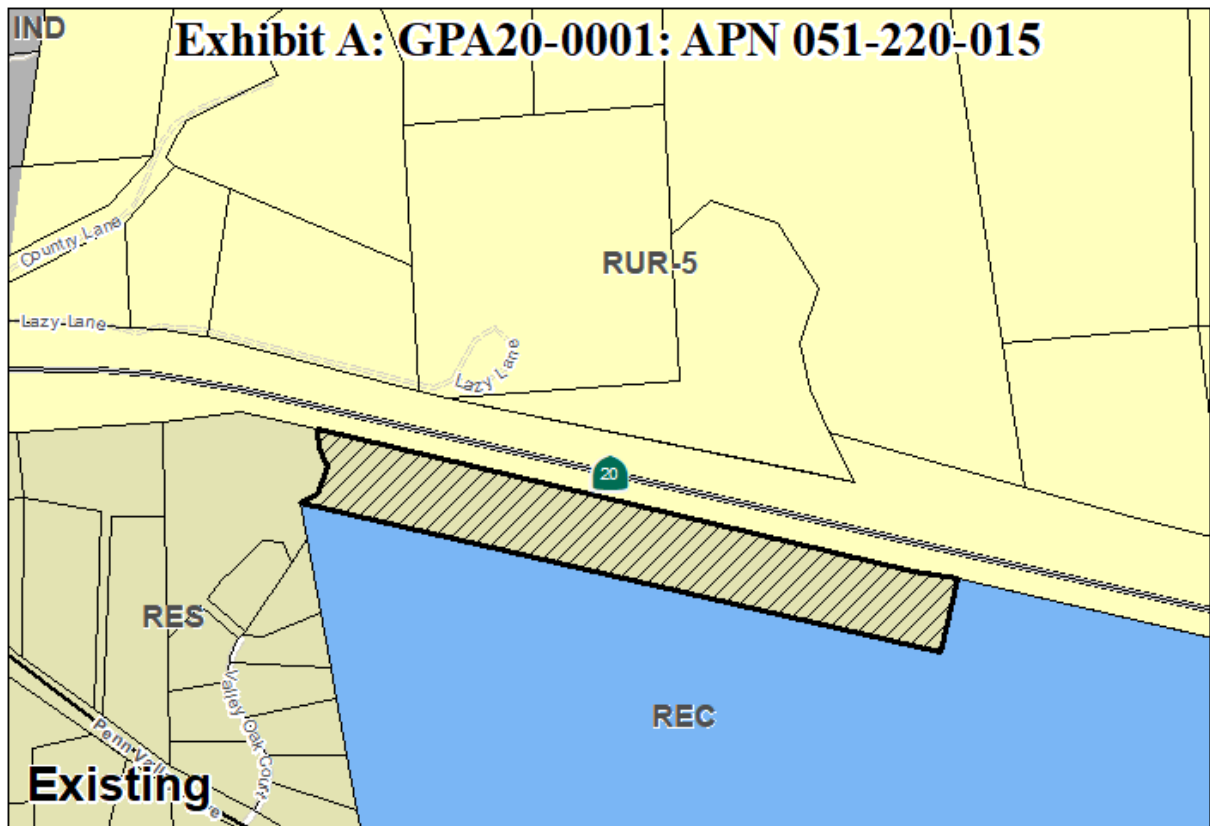 IND
Exhibit A: GPA20-0001: APN 051-220-015
Country Lane
RUR-5
Lazy Lane
Lazy Lane
20
RES
Valley Oak Court
REC
Penn Valley
Existing